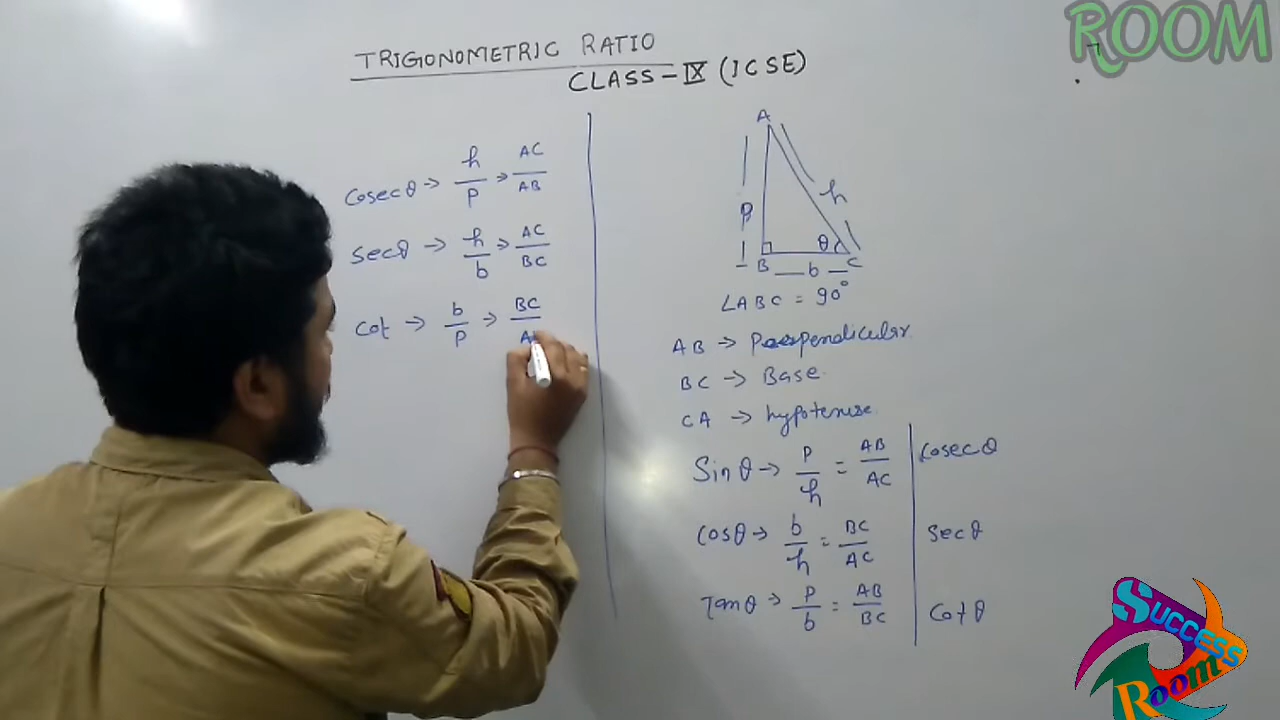 ROOM
TRIGONOMETRIC RATIO
CLASS-IX (ICSE)
cosecθ → h/p → AC/AB
secθ → h/b → AC/BC
cot → b/p → BC/A
A
p
h
θ
B b C
∠ABC = 90°
AB → Perpendicular.
BC → Base.
CA → hypotenuse.
Sinθ → p/h = AB/AC cosecθ
cosθ → b/h = BC/AC secθ
Tanθ → p/b = AB/BC cotθ
SUCCESS
Room